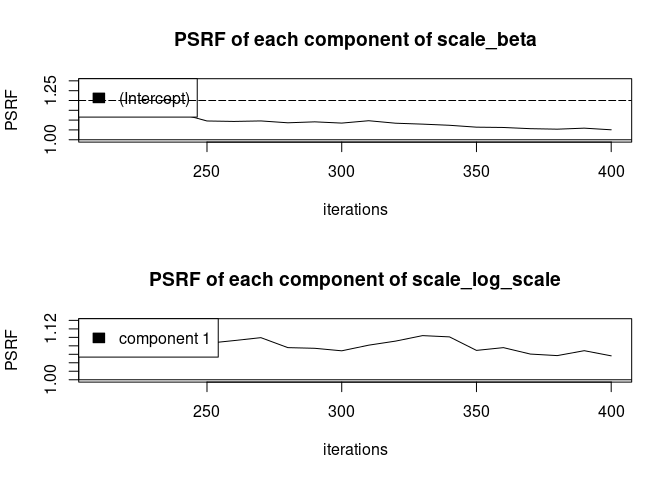 PSRF of each component of scale_beta
PSRF
1.00 1.25
(Intercept)
250 300 350 400
iterations
PSRF of each component of scale_log_scale
PSRF
1.00 1.12
component 1
250 300 350 400
iterations